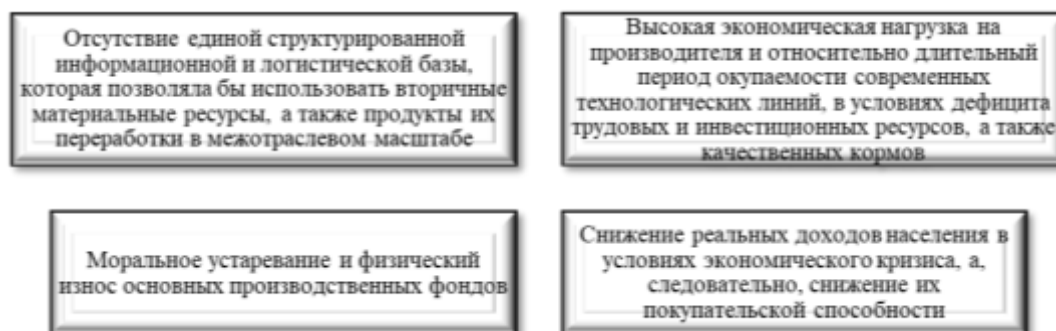 Отсутствие единой структурированной
информационной и логистической базы,
которая позволяла бы использовать вторичные
материальные ресурсы, а также продукты их
переработки в межотраслевом масштабе
Высокая экономическая нагрузка на
производителя и относительно длительный
период окупаемости современных
технологических линий, в условиях дефицита
трудовых и инвестиционных ресурсов, а также
качественных кормов
Моральное устаревание и физический
износ основных производственных фондов
Снижение реальных доходов населения в
условиях экономического кризиса, а,
следовательно, снижение их
покупательской способности